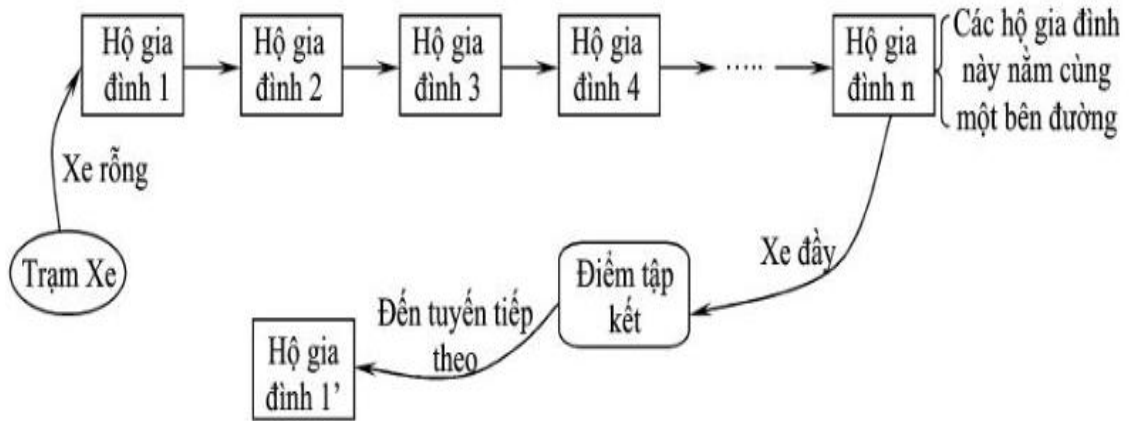 Hộ gia
đình 1
Hộ gia
đình 2
Hộ gia
đình 3
Hộ gia
đình 4
.....
Hộ gia
đình n
Các hộ gia đình
này nằm cùng
một bên đường
Xe rỗng
Trạm Xe
Xe đầy
Điểm tập
kết
Đến tuyến tiếp
theo
Hộ gia
đình 1’